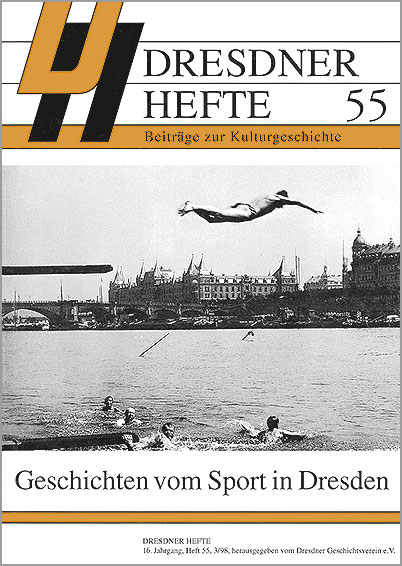 DRESDNER
HEFTE 55
Beiträge zur Kulturgeschichte
Geschichten vom Sport in Dresden
DRESDNER HEFTE
16. Jahrgang, Heft 55, 3/98, herausgegeben vom Dresdner Geschichtsverein e.V.